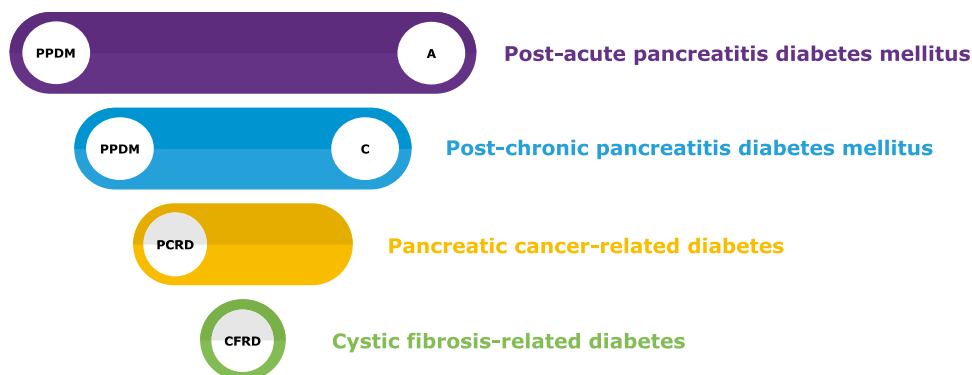 PPDM A Post-acute pancreatitis diabetes mellitus
PPDM C Post-chronic pancreatitis diabetes mellitus
PCRD Pancreatic cancer-related diabetes
CFRD Cystic fibrosis-related diabetes